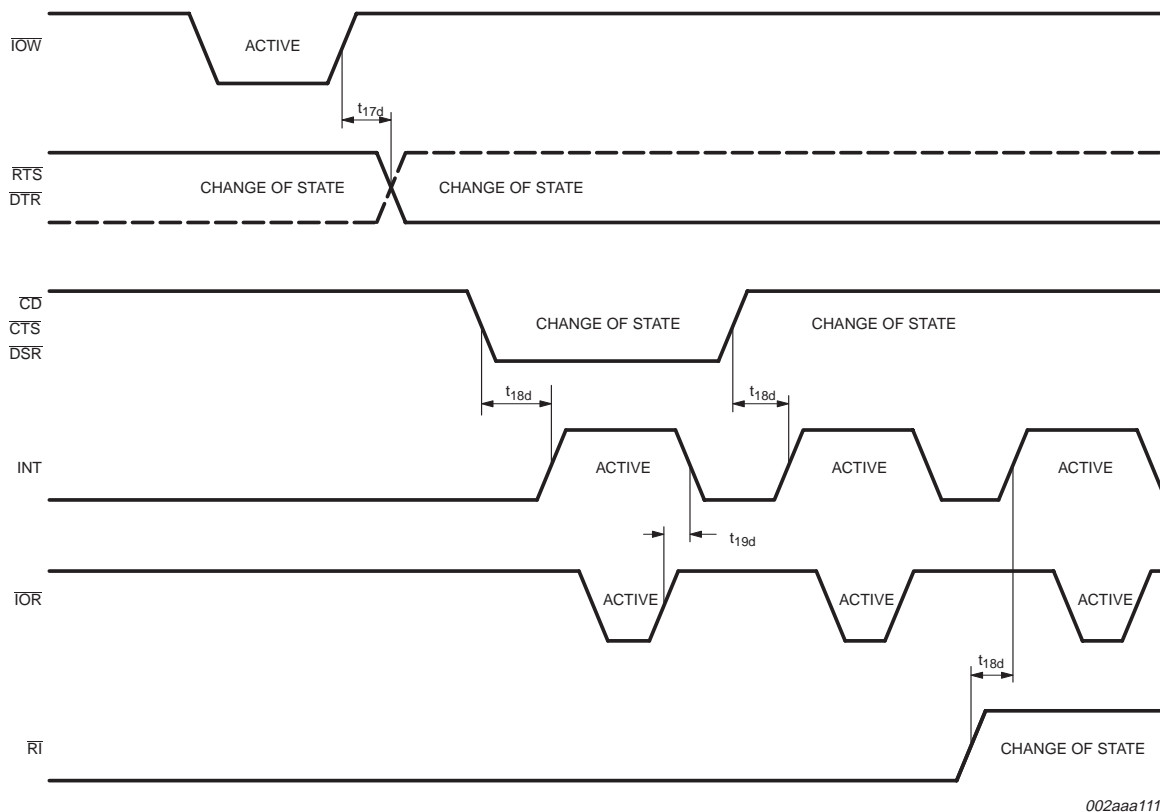 IOW ACTIVE
t17d
RTS
DTR
CHANGE OF STATE CHANGE OF STATE
CD
CTS
DSR
CHANGE OF STATE CHANGE OF STATE
t18d t18d
INT ACTIVE ACTIVE ACTIVE
t19d
IOR ACTIVE ACTIVE ACTIVE
t18d
RI CHANGE OF STATE
002aaa111